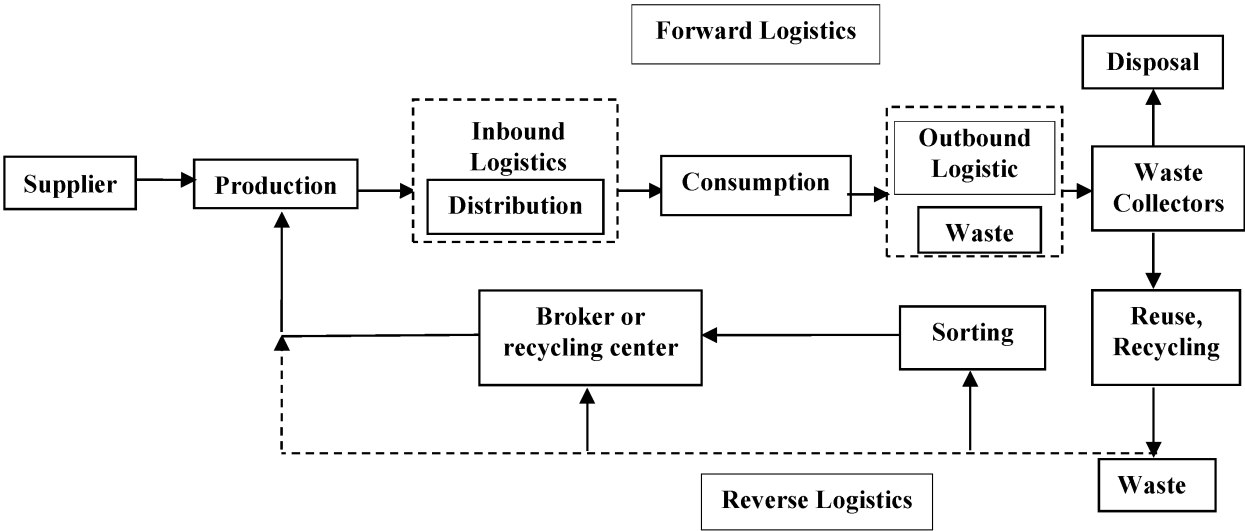 Forward Logistics
Disposal
Supplier
Production
Inbound
Logistics
Distribution
Consumption
Outbound
Logistic
Waste
Waste
Collectors
Broker or
recycling center
Sorting
Reuse,
Recycling
Reverse Logistics
Waste